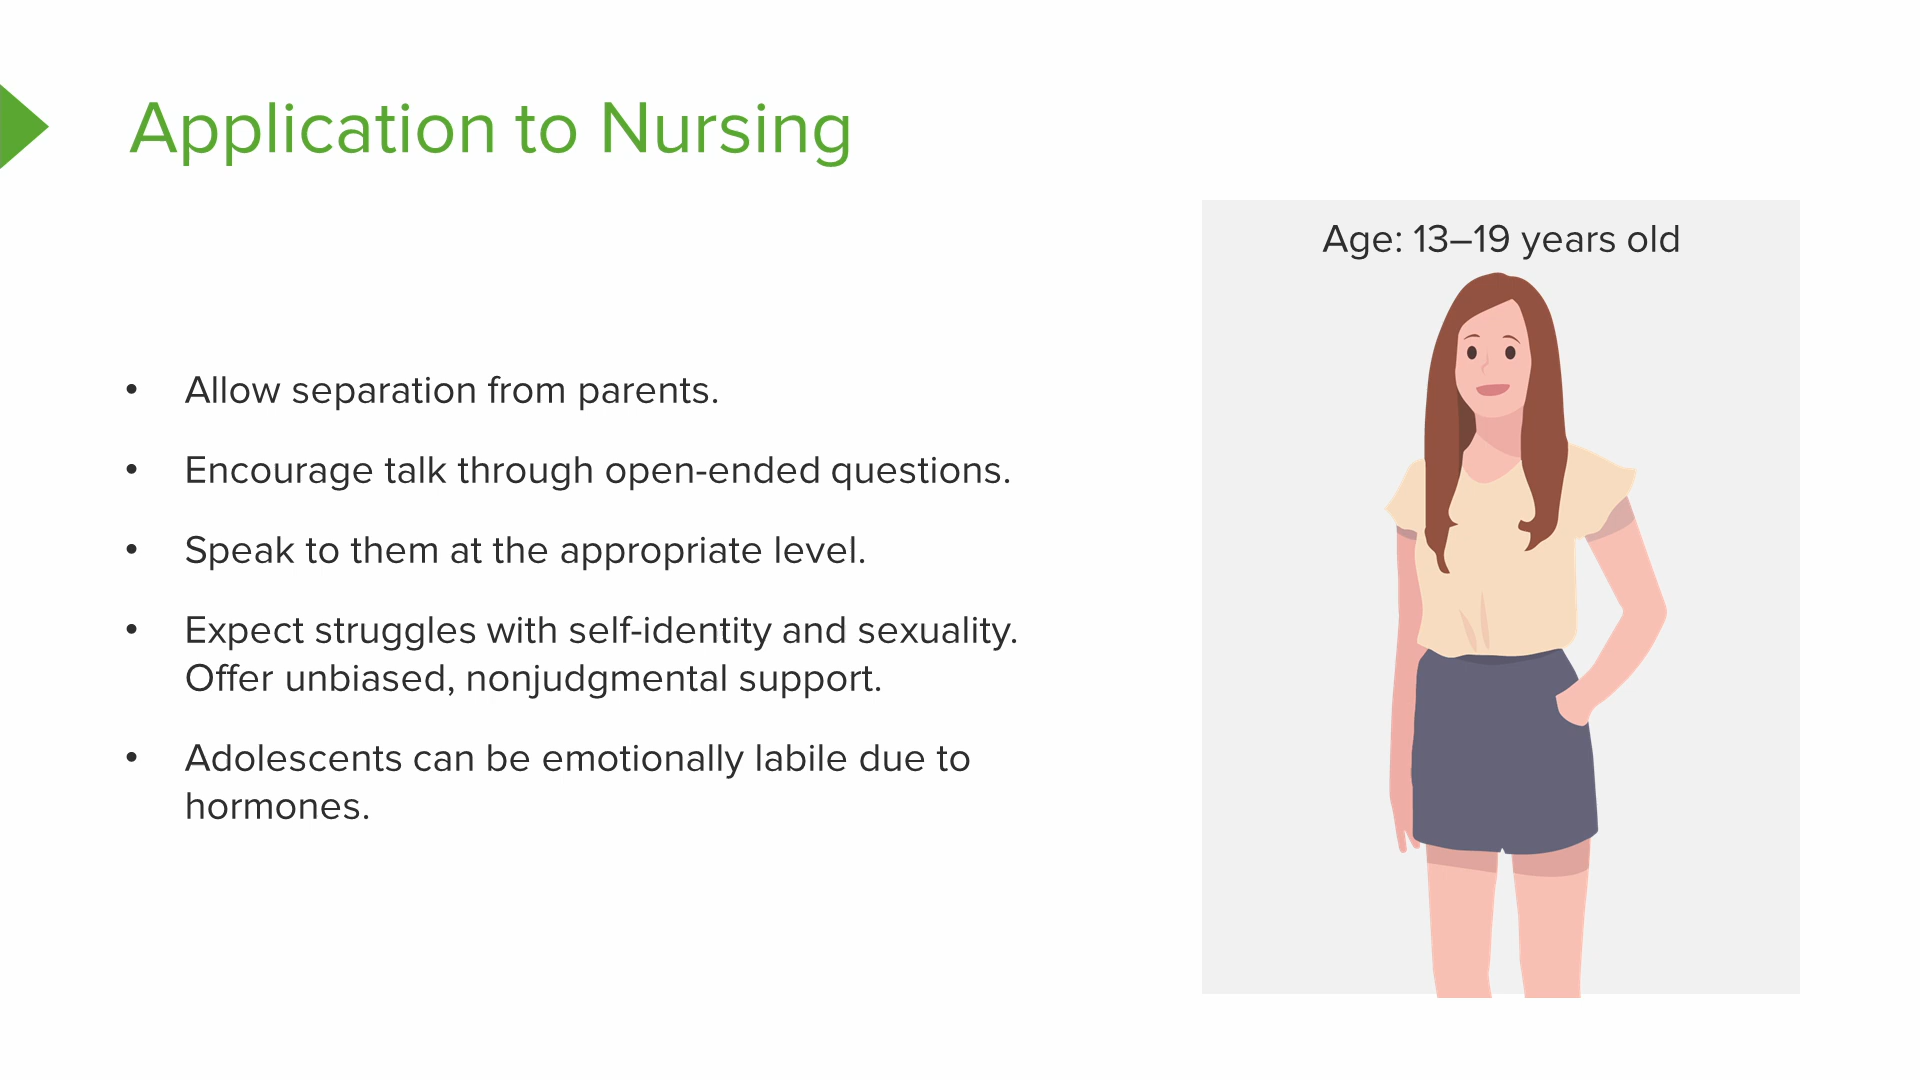 Application to Nursing
Age: 13–19 years old
• Allow separation from parents.
• Encourage talk through open-ended questions.
• Speak to them at the appropriate level.
• Expect struggles with self-identity and sexuality.
Offer unbiased, nonjudgmental support.
• Adolescents can be emotionally labile due to
hormones.